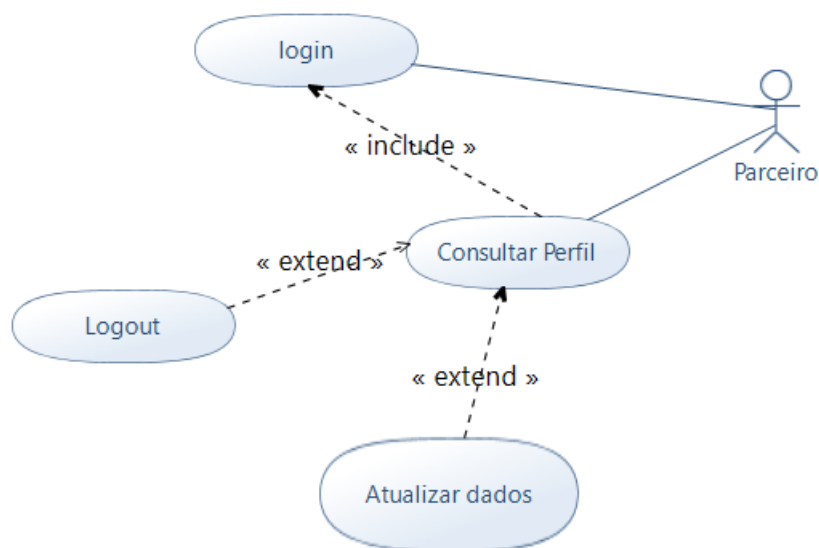 login
« include »
Parceiro
Consultar Perfil
« extend »
Logout
« extend »
Atualizar dados